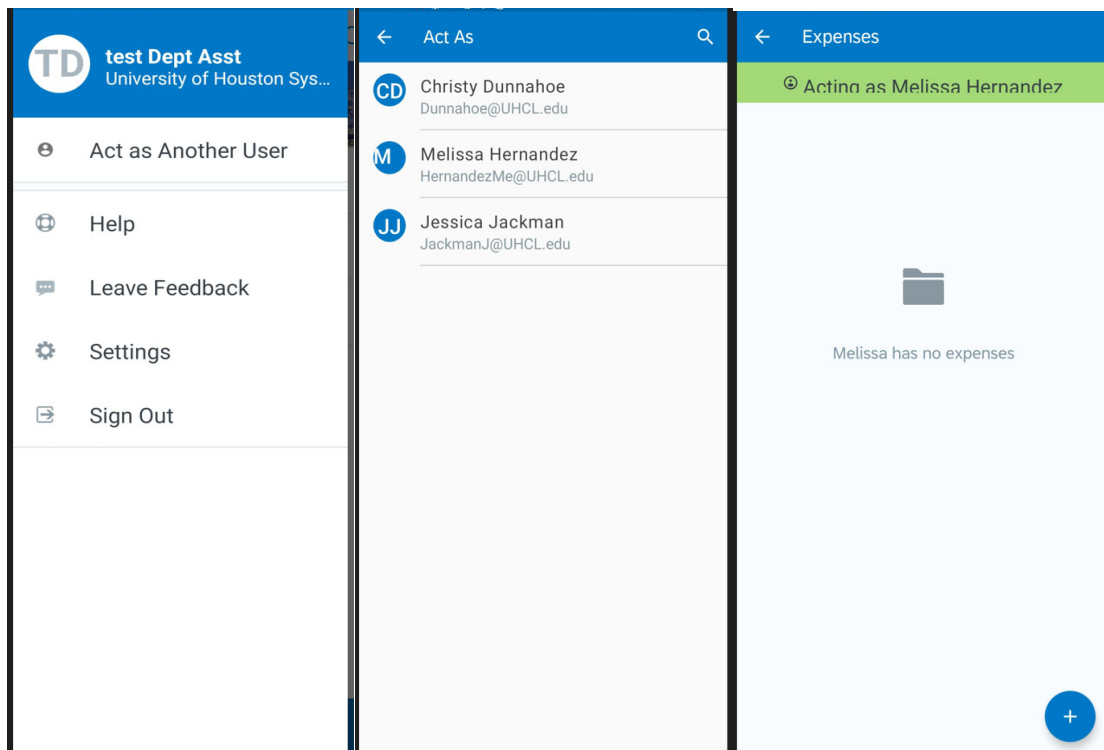 TD
test Dept Asst
University of Houston Sys...
Act as Another User
Help
Leave Feedback
Settings
Sign Out
Act As
CD
Christy Dunnahoe
Dunnahoe@UHCL.edu
M
Melissa Hernandez
HernandezMe@UHCL.edu
JJ
Jessica Jackman
JackmanJ@UHCL.edu
Expenses
Acting as Melissa Hernandez
Melissa has no expenses
+